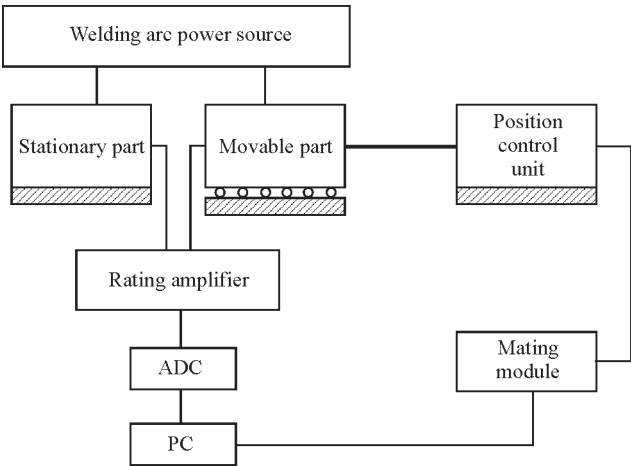 Welding arc power source
Stationary part
Movable part
Position
control
unit
Rating amplifier
Mating
module
ADC
PC